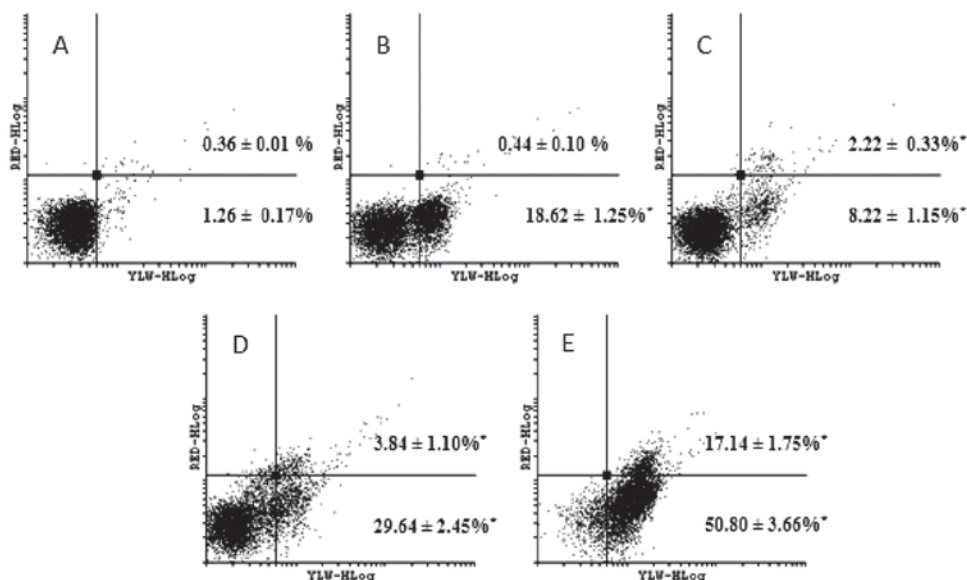 A
RED-HLog
0.36 ± 0.01 %
1.26 ± 0.17%
YLW-HLog
B
RED-HLog
0.44 ± 0.10 %
18.62 ± 1.25%*
YLW-HLog
C
RED-HLog
2.22 ± 0.33%*
8.22 ± 1.15%*
YLW-HLog
D
RED-HLog
3.84 ± 1.10%*
29.64 ± 2.45%*
YLW-HLog
E
RED-HLog
17.14 ± 1.75%*
50.80 ± 3.66%*
YLW-HLog